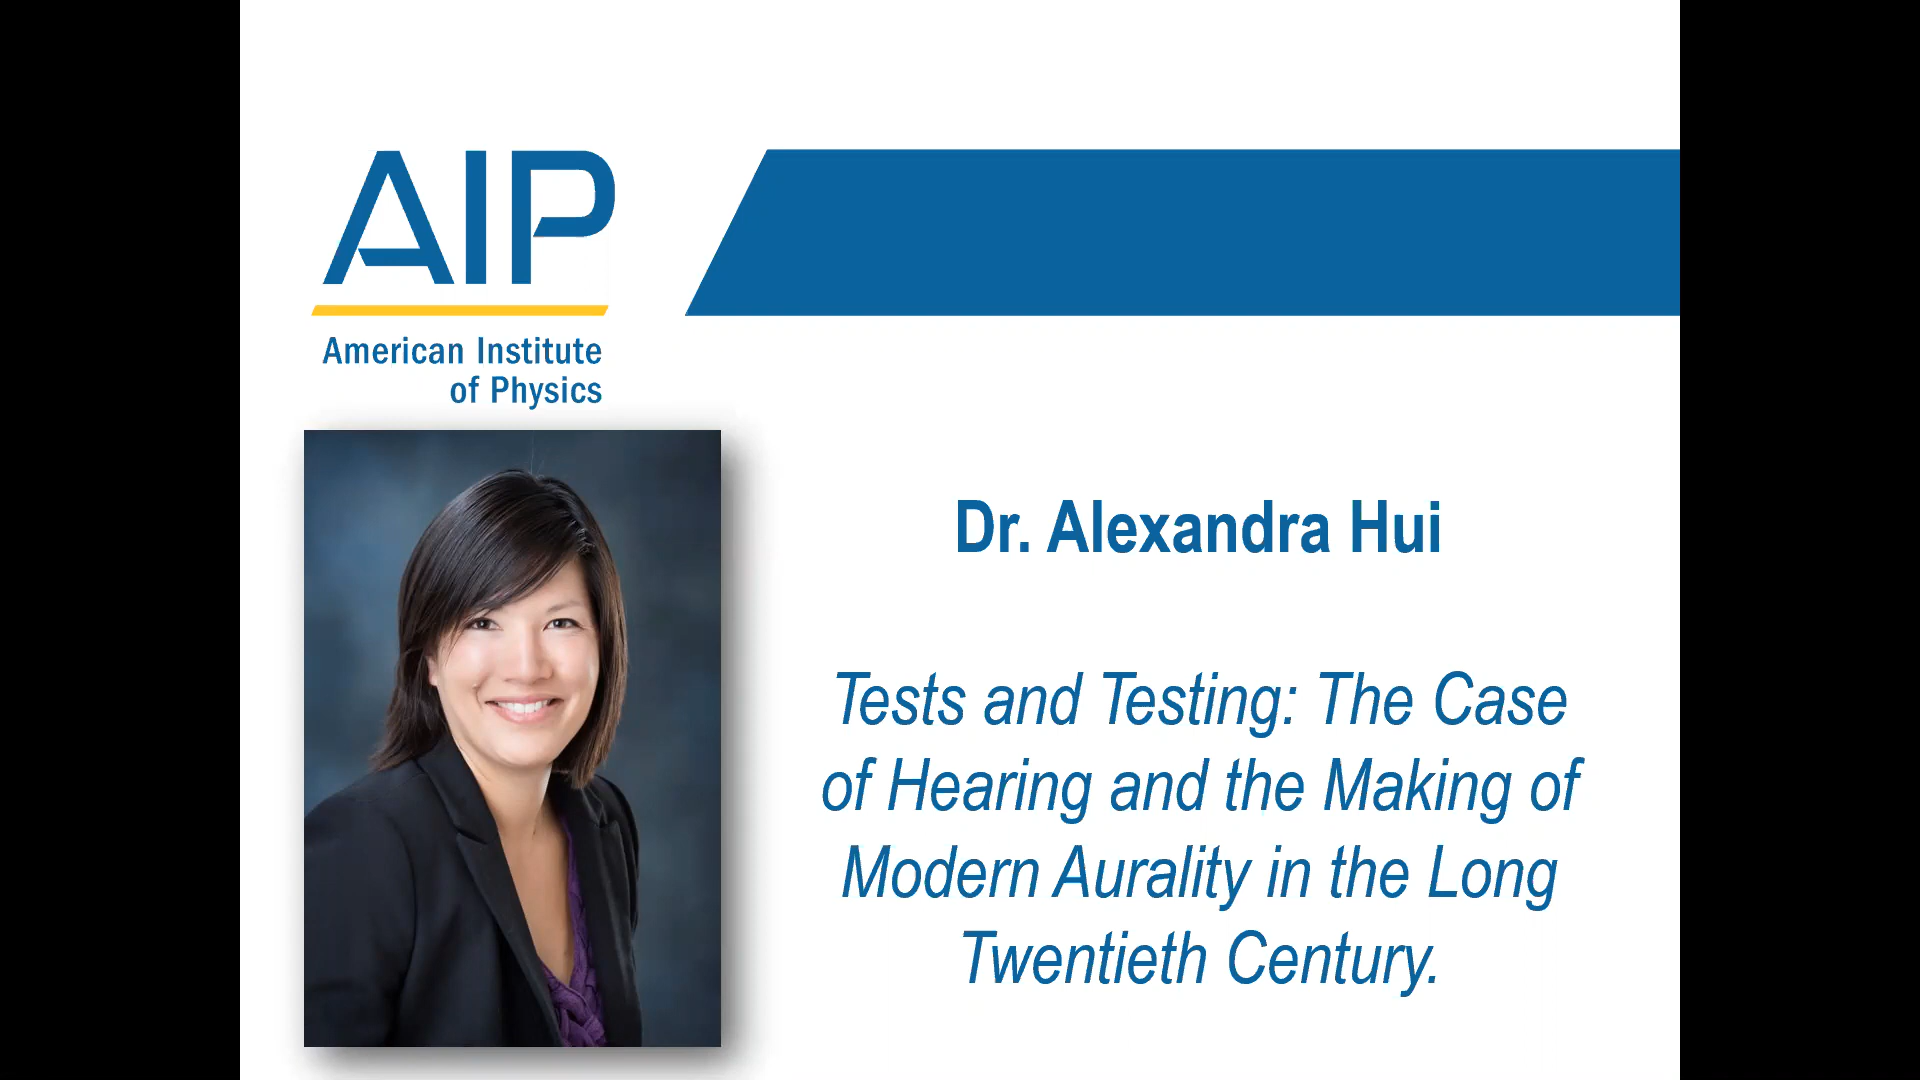 AIP
American Institute
of Physics
Dr. Alexandra Hui
Tests and Testing: The Case
of Hearing and the Making of
Modern Aurality in the Long
Twentieth Century.